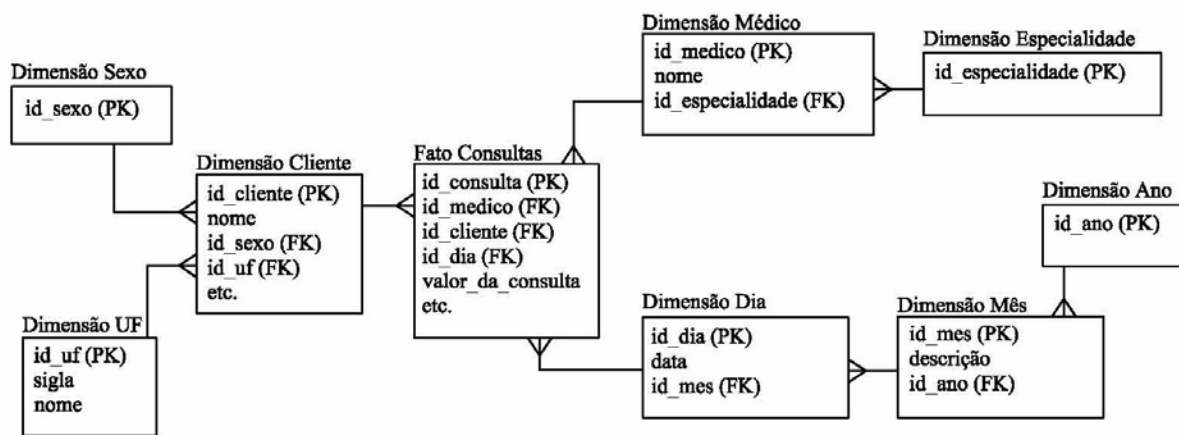 Dimensão Sexo
id_sexo (PK)
Dimensão Cliente
id_cliente (PK)
nome
id_sexo (FK)
id_uf (FK)
etc.
Dimensão UF
id_uf (PK)
sigla
nome
Fato Consultas
id_consulta (PK)
id_medico (FK)
id_cliente (FK)
id_dia (FK)
valor_da_consulta
etc.
Dimensão Médico
id_medico (PK)
nome
id_especialidade (FK)
Dimensão Especialidade
id_especialidade (PK)
Dimensão Dia
id_dia (PK)
data
id_mes (FK)
Dimensão Mês
id_mes (PK)
descrição
id_ano (FK)
Dimensão Ano
id_ano (PK)